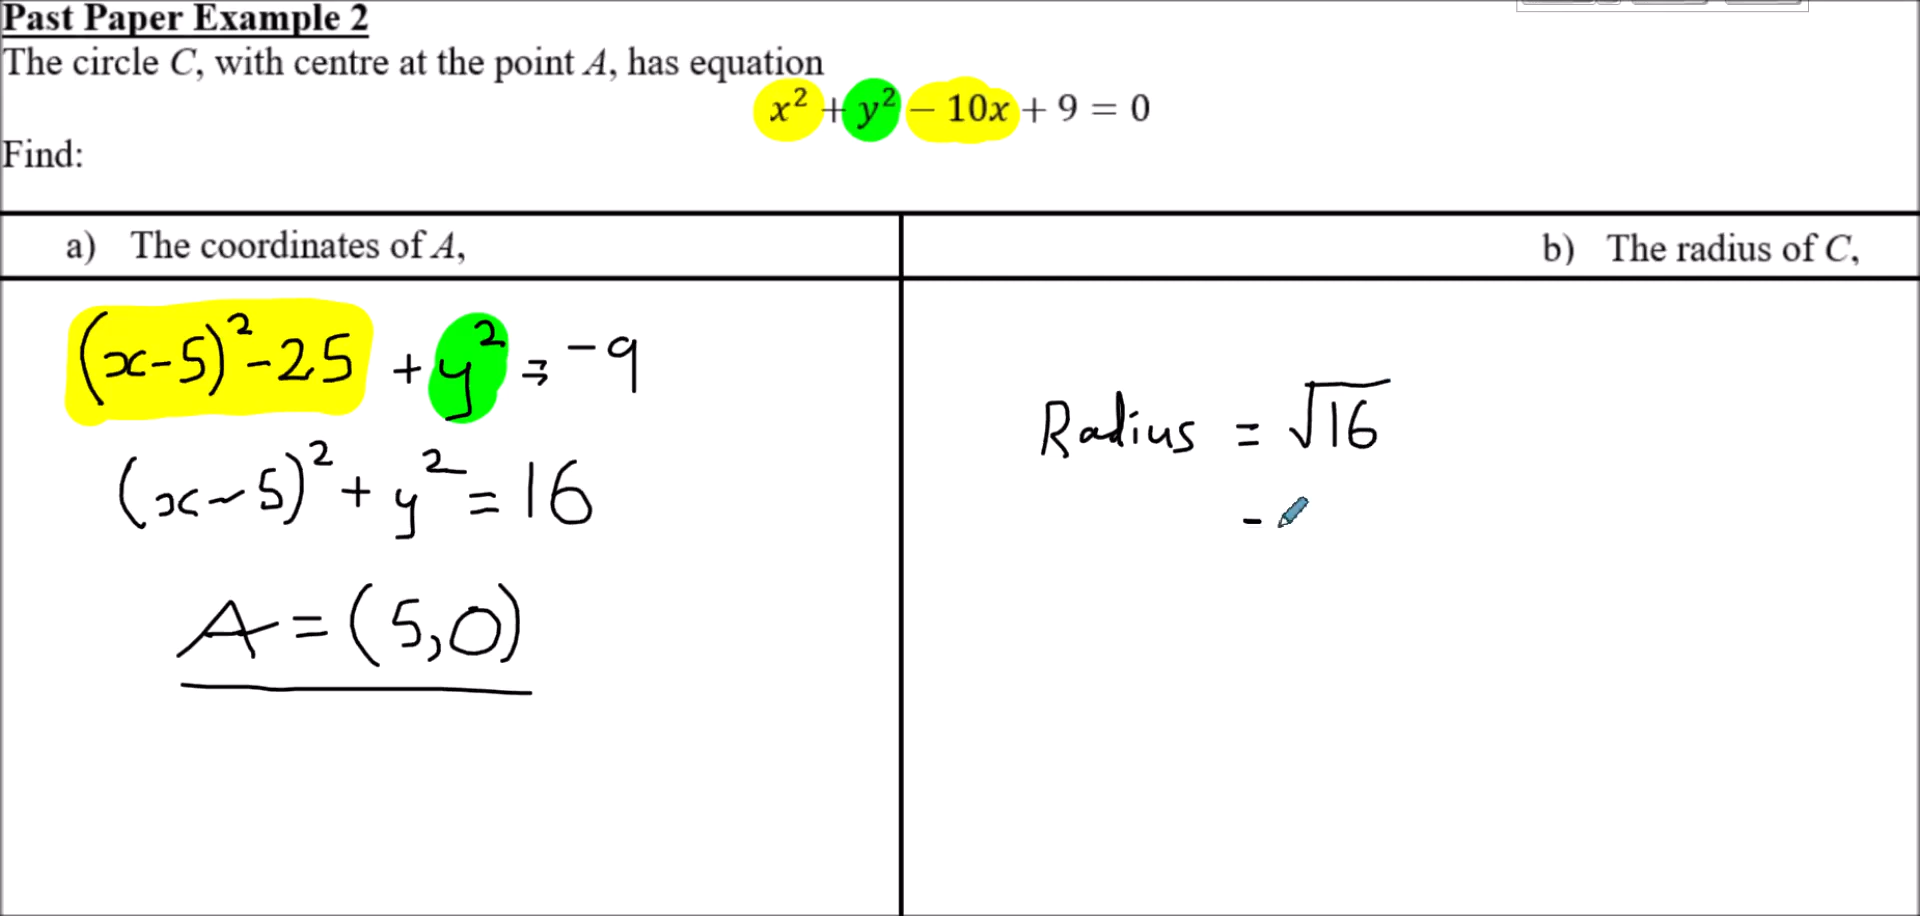 Past Paper Example 2
The circle C, with centre at the point A, has equation
x² + y² − 10x + 9 = 0
Find:
a) The coordinates of A,
b) The radius of C,
(x-5)²-25 + y² = -9
(x-5)² + y² = 16
A = (5,0)
Radius = √16
-